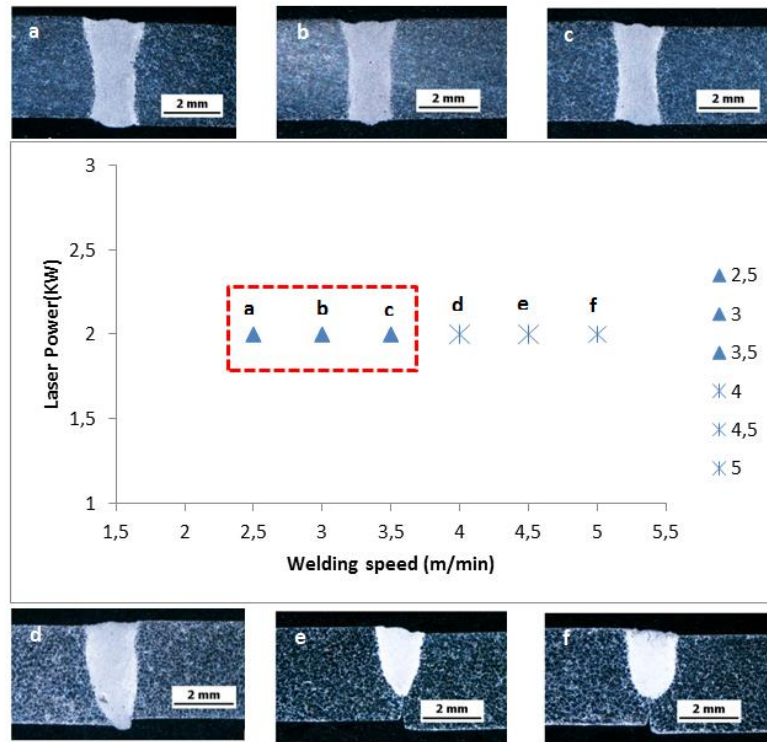 a
2 mm
b
2 mm
c
2 mm
3
2,5
2
1,5
1
Laser Power(KW)
a b c d e f
1,5 2 2,5 3 3,5 4 4,5 5 5,5
Welding speed (m/min)
2,5
3
3,5
4
4,5
5
d
2 mm
e
2 mm
f
2 mm